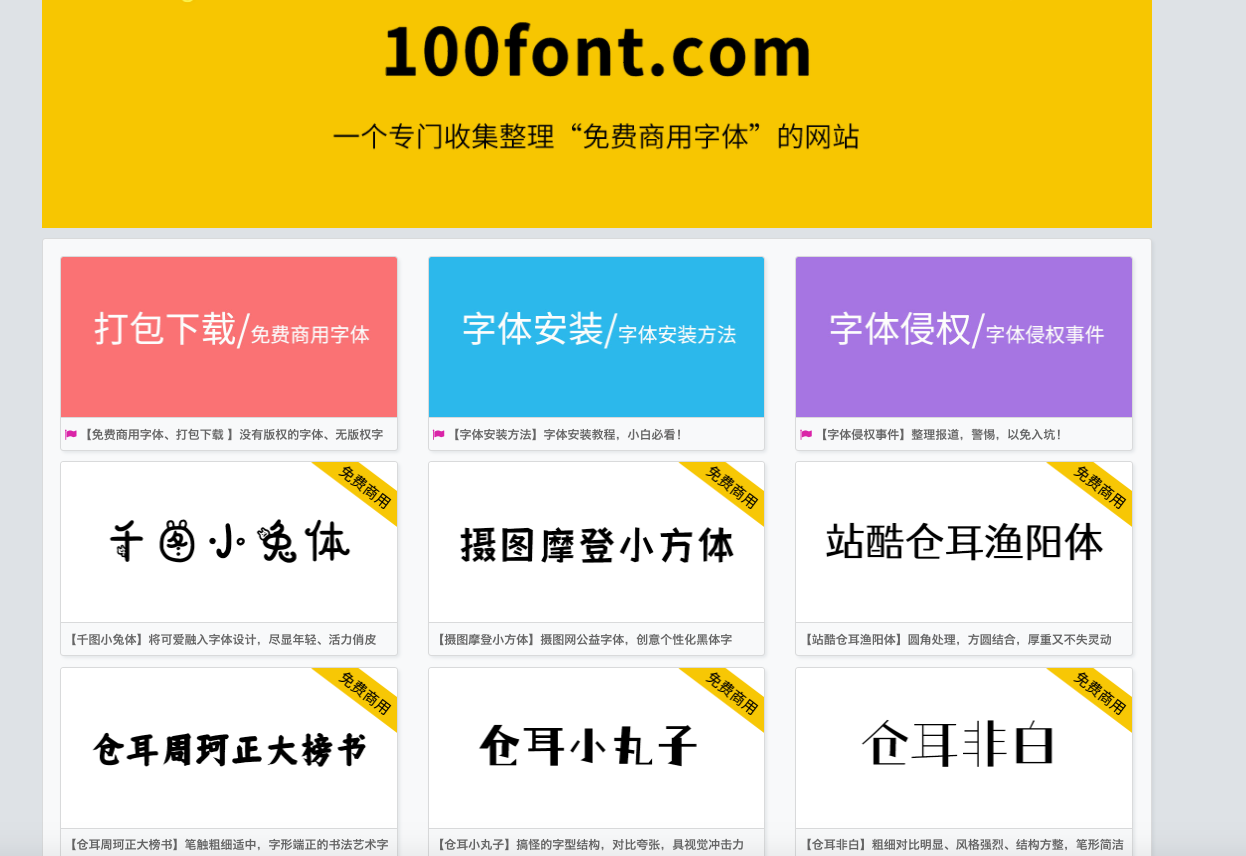 100font.com
一个专门收集整理“免费商用字体”的网站
打包下载/免费商用字体
字体安装/字体安装方法
字体侵权/字体侵权事件
【免费商用字体、打包下载 】没有版权的字体、无版权字
【字体安装方法】字体安装教程，小白必看！
【字体侵权事件】整理报道，警惕，以免入坑！
免费商用
千图小兔体
免费商用
摄图摩登小方体
免费商用
站酷仓耳渔阳体
【千图小兔体】将可爱融入字体设计，尽显年轻、活力俏皮
【摄图摩登小方体】摄图网公益字体，创意个性化黑体字
【站酷仓耳渔阳体】圆角处理，方圆结合，厚重又不失灵动
免费商用
仓耳周珂正大榜书
免费商用
仓耳小丸子
免费商用
仓耳非白
【仓耳周珂正大榜书】笔触粗细适中，字形端正的书法艺术字
【仓耳小丸子】搞怪的字型结构，对比夸张，具视觉冲击力
【仓耳非白】粗细对比明显、风格强烈、结构方整，笔形简洁